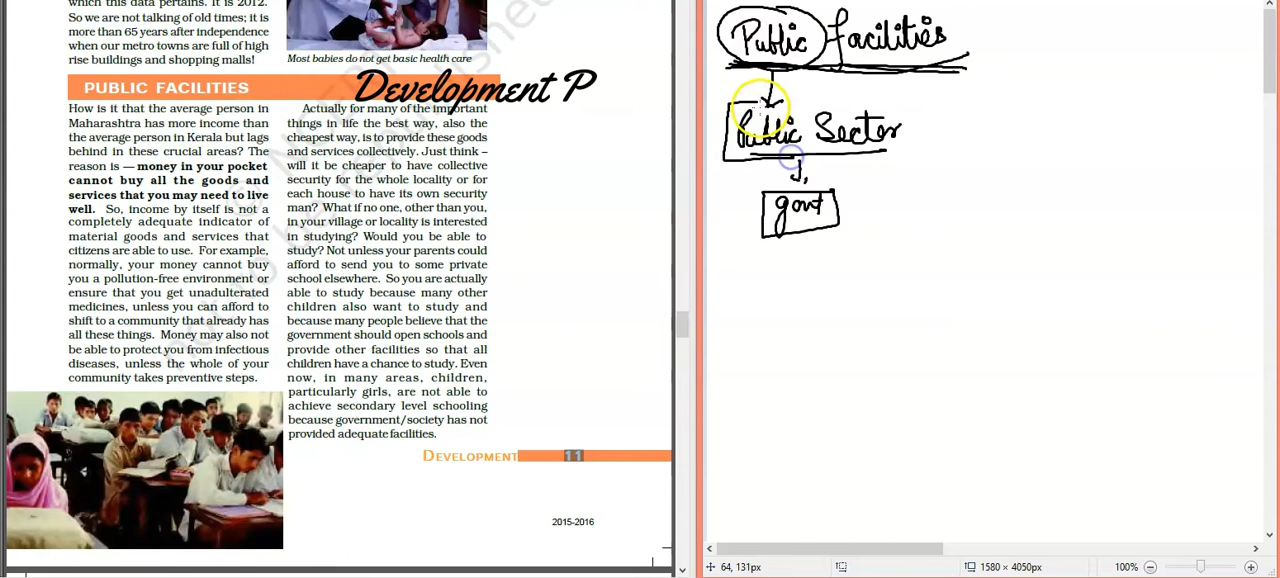 which this data pertains. It is 2012.
So we are not talking of old times; it is
more than 65 years after independence
when our metro towns are full of high
rise buildings and shopping malls!
Most babies do not get basic health care
PUBLIC FACILITIES
Development P
How is it that the average person in
Maharashtra has more income than
the average person in Kerala but lags
behind in these crucial areas? The
reason is — money in your pocket
cannot buy all the goods and
services that you may need to live
well. So, income by itself is not a
completely adequate indicator of
material goods and services that
citizens are able to use. For example,
normally, your money cannot buy
you a pollution-free environment or
ensure that you get unadulterated
medicines, unless you can afford to
shift to a community that already has
all these things. Money may also not
be able to protect you from infectious
diseases, unless the whole of your
community takes preventive steps.
Actually for many of the important
things in life the best way, also the
cheapest way, is to provide these goods
and services collectively. Just think –
will it be cheaper to have collective
security for the whole locality or for
each house to have its own security
man? What if no one, other than you,
in your village or locality is interested
in studying? Would you be able to
study? Not unless your parents could
afford to send you to some private
school elsewhere. So you are actually
able to study because many other
children also want to study and
because many people believe that the
government should open schools and
provide other facilities so that all
children have a chance to study. Even
now, in many areas, children,
particularly girls, are not able to
achieve secondary level schooling
because government/society has not
provided adequate facilities.
DEVELOPMENT 11
2015-2016
Public facilities
Public Sector
govt
64, 131px
1580 × 4050px
100%